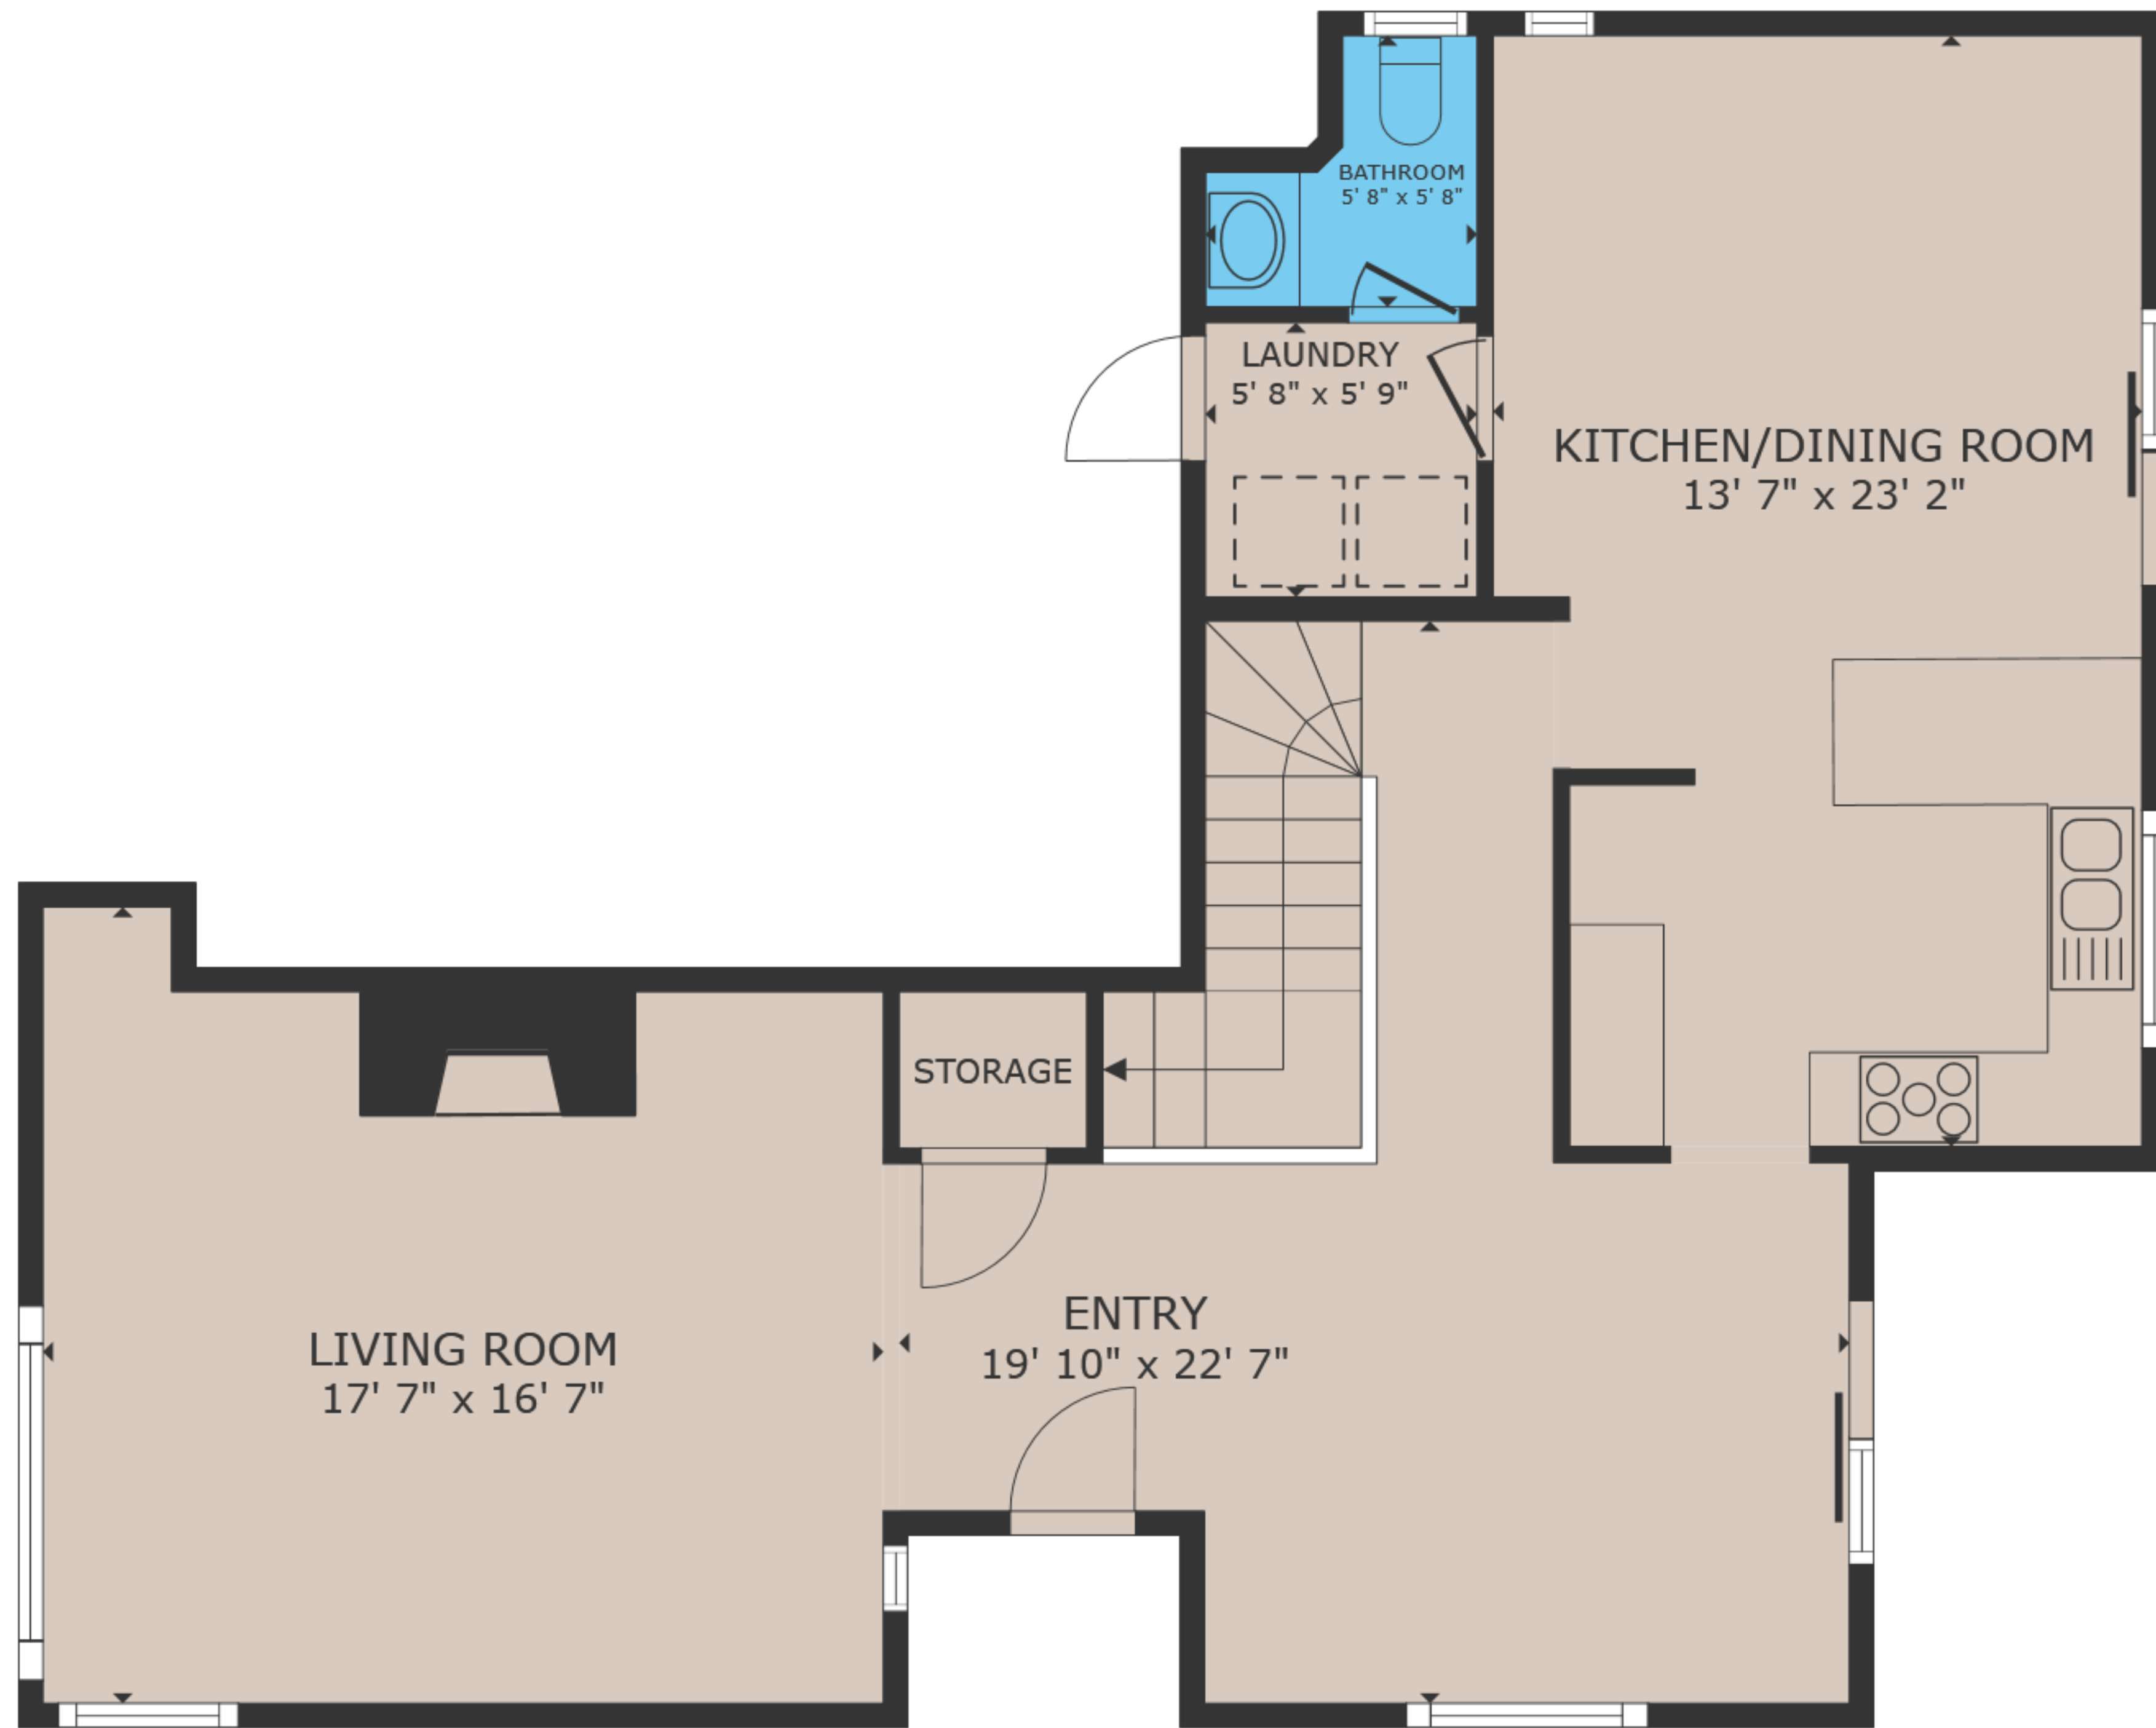 BATHROOM
5' 8" x 5' 8"
LAUNDRY
5' 8" x 5' 9"
KITCHEN/DINING ROOM
13' 7" x 23' 2"
STORAGE
LIVING ROOM
17' 7" x 16' 7"
ENTRY
19' 10" x 22' 7"